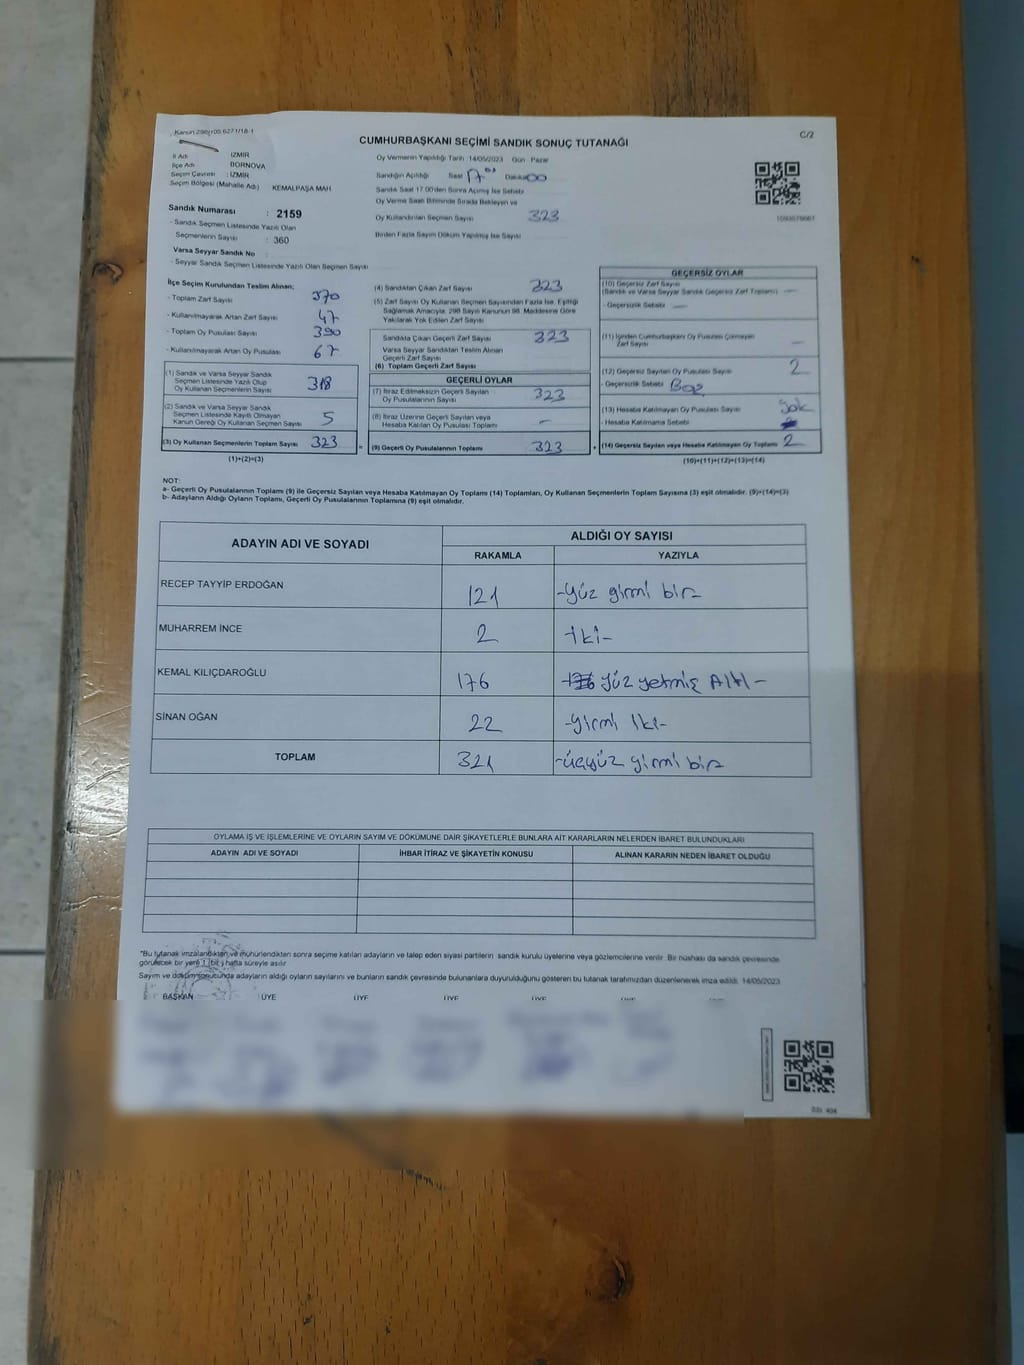 Kanun 298/105 6271/18-1
C/2
CUMHURBAŞKANI SEÇİMİ SANDIK SONUÇ TUTANAĞI
İl Adı : İZMİR
İlçe Adı : BORNOVA
Seçim Çevresi : İZMİR
Seçim Bölgesi (Mahalle Adı) KEMALPAŞA MAH.
Sandık Numarası : 2159
- Sandık Seçmen Listesinde Yazılı Olan
Seçmenlerin Sayısı : 360
Varsa Seyyar Sandık No :
- Seyyar Sandık Seçmen Listesinde Yazılı Olan Seçmen Sayısı
Oy Vermenin Yapıldığı Tarih 14/05/2023 Gün Pazar
Sandığın Açıldığı Saat 17 00 Dakika 00
Sandık Saat 17.00'den Sonra Açılmış İse Sebebi
Oy Verme Saati Bitiminde Sırada Bekleyen ve
Oy Kullandırılan Seçmen Sayısı 323
Birden Fazla Sayım Döküm Yapılmış İse Sayısı
İlçe Seçim Kurulundan Teslim Alınan;
- Toplam Zarf Sayısı 370
- Kullanılmayarak Artan Zarf Sayısı 47
- Toplam Oy Pusulası Sayısı 390
- Kullanılmayarak Artan Oy Pusulası 67
(1) Sandık ve Varsa Seyyar Sandık
Seçmen Listesinde Yazılı Olup
Oy Kullanan Seçmenlerin Sayısı 318
(2) Sandık ve Varsa Seyyar Sandık
Seçmen Listesinde Kayıtlı Olmayan
Kanun Gereği Oy Kullanan Seçmen Sayısı 5
(3) Oy Kullanan Seçmenlerin Toplam Sayısı 323
(1)+(2)=(3)
(4) Sandıktan Çıkan Zarf Sayısı 323
(5) Zarf Sayısı Oy Kullanan Seçmen Sayısından Fazla İse, Eşitliği
Sağlamak Amacıyla, 298 Sayılı Kanunun 98. Maddesine Göre
Yakılarak Yok Edilen Zarf Sayısı
Sandıkta Çıkan Geçerli Zarf Sayısı 323
Varsa Seyyar Sandıktan Teslim Alınan
Geçerli Zarf Sayısı
(6) Toplam Geçerli Zarf Sayısı
GEÇERLİ OYLAR
(7) İtiraz Edilmeksizin Geçerli Sayılan
Oy Pusulalarının Sayısı 323
(8) İtiraz Üzerine Geçerli Sayılan veya
Hesaba Katılan Oy Pusulası Toplamı -
= (9) Geçerli Oy Pusulalarının Toplamı 323 +
GEÇERSİZ OYLAR
(10) Geçersiz Zarf Sayısı
(Sandık ve Varsa Seyyar Sandık Geçersiz Zarf Toplamı) -
- Geçersizlik Sebebi -
(11) İçinden Cumhurbaşkanı Oy Pusulası Çıkmayan
Zarf Sayısı -
(12) Geçersiz Sayılan Oy Pusulası Sayısı 2
- Geçersizlik Sebebi Boş
(13) Hesaba Katılmayan Oy Pusulası Sayısı yok
- Hesaba Katılmama Sebebi
(14) Geçersiz Sayılan veya Hesaba Katılmayan Oy Toplamı 2
(10)+(11)+(12)+(13)=(14)
NOT:
a- Geçerli Oy Pusulalarının Toplamı (9) ile Geçersiz Sayılan veya Hesaba Katılmayan Oy Toplamı (14) Toplamları, Oy Kullanan Seçmenlerin Toplam Sayısına (3) eşit olmalıdır. (9)+(14)=(3)
b- Adayların Aldığı Oyların Toplamı, Geçerli Oy Pusulalarının Toplamına (9) eşit olmalıdır.
ADAYIN ADI VE SOYADI ALDIĞI OY SAYISI
RAKAMLA YAZIYLA
RECEP TAYYİP ERDOĞAN 121 -yüz yirmi bir
MUHARREM İNCE 2 -iki-
KEMAL KILIÇDAROĞLU 176 -176 yüz yetmiş Altı-
SİNAN OĞAN 22 -yirmi iki-
TOPLAM 321 -üçyüz yirmi bir
OYLAMA İŞ VE İŞLEMLERİNE VE OYLARIN SAYIM VE DÖKÜMÜNE DAİR ŞİKAYETLERLE BUNLARA AİT KARARLARIN NELERDEN İBARET BULUNDUKLARI
ADAYIN ADI VE SOYADI İHBAR İTİRAZ VE ŞİKAYETİN KONUSU ALINAN KARARIN NEDEN İBARET OLDUĞU
*Bu tutanak imzalandıktan ve mühürlendikten sonra seçime katılan adayların ve talep eden siyasi partilerin sandık kurulu üyelerine veya gözlemcilerine verilir. Bir nüshası da sandık çevresinde
görülecek bir yere 1 (bir) hafta süreyle asılır
Sayım ve döküm sonucunda adayların aldığı oyların sayılarını ve bunların sandık çevresinde bulunanlara duyurulduğunu gösteren bu tutanak tarafımızdan düzenlenerek imza edildi. 14/05/2023
BAŞKAN ÜYE ÜYE ÜYE ÜYE ÜYE